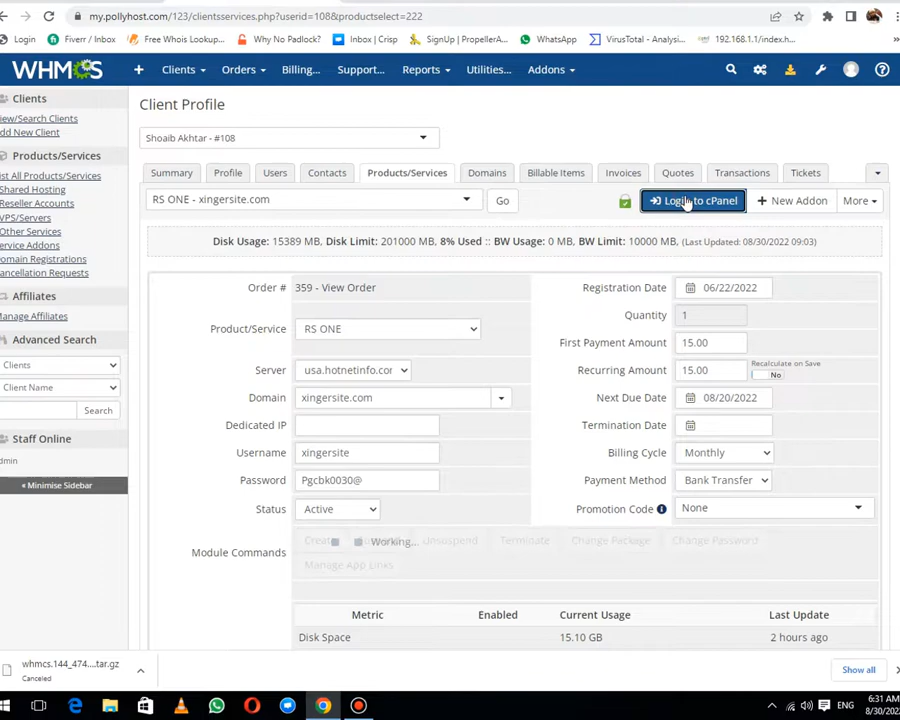 my.pollyhost.com/123/clientsservices.php?userid=108&productselect=222
Login
Fiverr / Inbox
Free Whois Lookup...
Why No Padlock?
Inbox | Crisp
SignUp | PropellerA...
WhatsApp
VirusTotal - Analysi...
192.168.1.1/index.h...
WHMCS
Clients
Orders
Billing...
Support...
Reports
Utilities...
Addons
Clients
View/Search Clients
Add New Client
Products/Services
List All Products/Services
Shared Hosting
Reseller Accounts
VPS/Servers
Other Services
Service Addons
Domain Registrations
Cancellation Requests
Affiliates
Manage Affiliates
Advanced Search
Clients
Client Name
Search
Staff Online
dmin
« Minimise Sidebar
Client Profile
Shoaib Akhtar - #108
Summary
Profile
Users
Contacts
Products/Services
Domains
Billable Items
Invoices
Quotes
Transactions
Tickets
RS ONE - xingersite.com
Go
Login to cPanel
New Addon
More
Disk Usage: 15389 MB, Disk Limit: 201000 MB, 8% Used :: BW Usage: 0 MB, BW Limit: 10000 MB, (Last Updated: 08/30/2022 09:03)
Order # 359 - View Order
Registration Date 06/22/2022
Quantity 1
Product/Service RS ONE
First Payment Amount 15.00
Server usa.hotnetinfo.cor
Recurring Amount 15.00
Recalculate on Save
No
Domain xingersite.com
Next Due Date 08/20/2022
Dedicated IP
Termination Date
Username xingersite
Billing Cycle Monthly
Password Pgcbk0030@
Payment Method Bank Transfer
Status Active
Promotion Code None
Module Commands
Create
Working...
Unsuspend
Terminate
Change Package
Change Password
Manage App Links
Metric Enabled Current Usage Last Update
Disk Space 15.10 GB 2 hours ago
whmcs.144_474....tar.gz
Canceled
Show all
ENG
6:31 AM
8/30/202